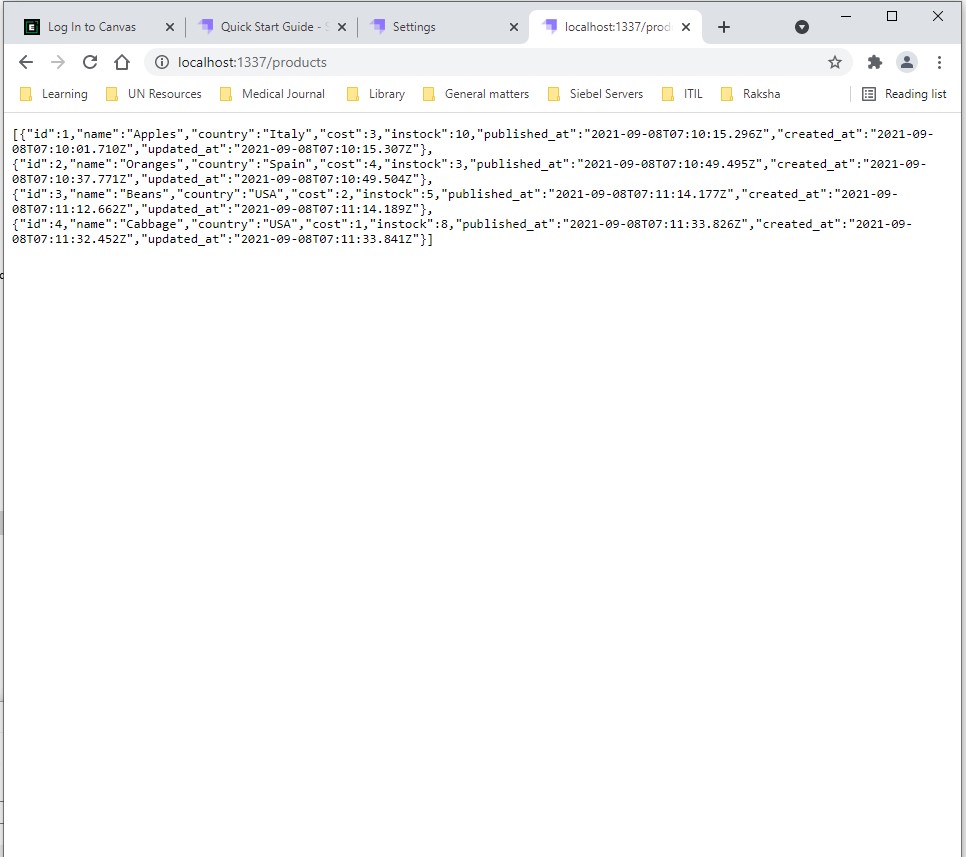 Log In to Canvas
Quick Start Guide - S
Settings
localhost:1337/prod
localhost:1337/products
Learning
UN Resources
Medical Journal
Library
General matters
Siebel Servers
ITIL
Raksha
Reading list
[{"id":1,"name":"Apples","country":"Italy","cost":3,"instock":10,"published_at":"2021-09-08T07:10:15.296Z","created_at":"2021-09-
08T07:10:01.710Z","updated_at":"2021-09-08T07:10:15.307Z"},
{"id":2,"name":"Oranges","country":"Spain","cost":4,"instock":3,"published_at":"2021-09-08T07:10:49.495Z","created_at":"2021-09-
08T07:10:37.771Z","updated_at":"2021-09-08T07:10:49.504Z"},
{"id":3,"name":"Beans","country":"USA","cost":2,"instock":5,"published_at":"2021-09-08T07:11:14.177Z","created_at":"2021-09-
08T07:11:12.662Z","updated_at":"2021-09-08T07:11:14.189Z"},
{"id":4,"name":"Cabbage","country":"USA","cost":1,"instock":8,"published_at":"2021-09-08T07:11:33.826Z","created_at":"2021-09-
08T07:11:32.452Z","updated_at":"2021-09-08T07:11:33.841Z"}]